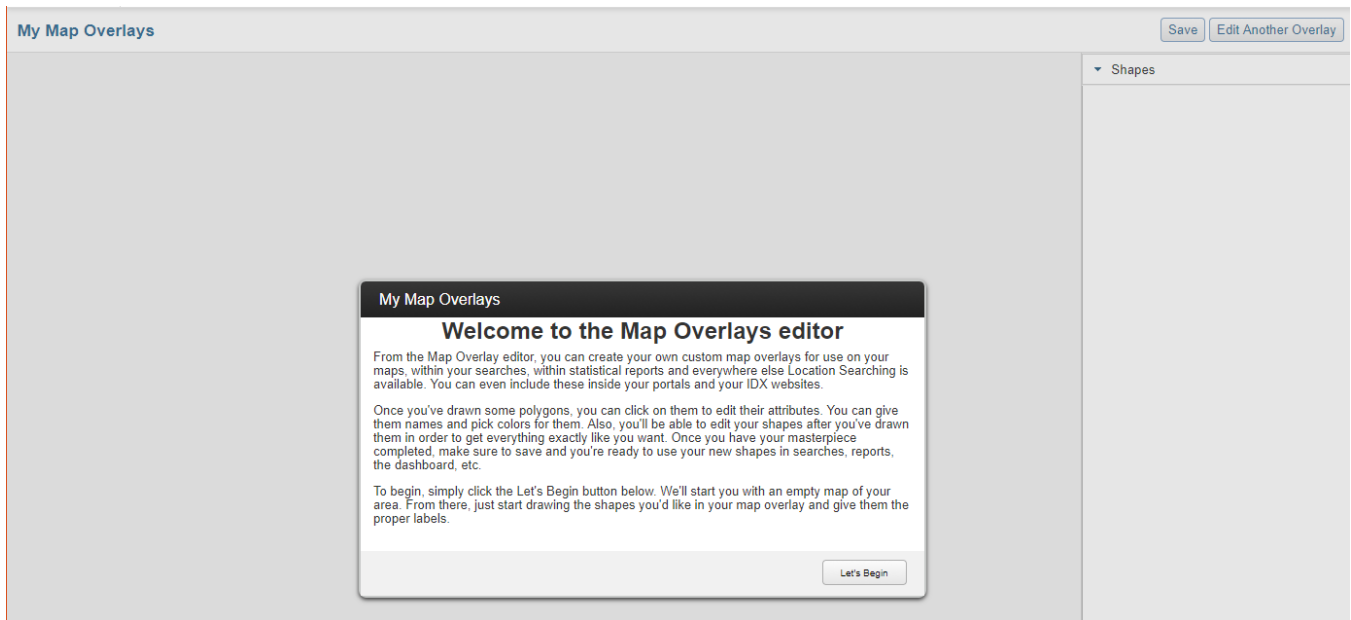 My Map Overlays
Save
Edit Another Overlay
Shapes
My Map Overlays
Welcome to the Map Overlays editor
From the Map Overlay editor, you can create your own custom map overlays for use on your
maps, within your searches, within statistical reports and everywhere else Location Searching is
available. You can even include these inside your portals and your IDX websites.
Once you've drawn some polygons, you can click on them to edit their attributes. You can give
them names and pick colors for them. Also, you'll be able to edit your shapes after you've drawn
them in order to get everything exactly like you want. Once you have your masterpiece
completed, make sure to save and you're ready to use your new shapes in searches, reports,
the dashboard, etc.
To begin, simply click the Let's Begin button below. We'll start you with an empty map of your
area. From there, just start drawing the shapes you'd like in your map overlay and give them the
proper labels.
Let's Begin